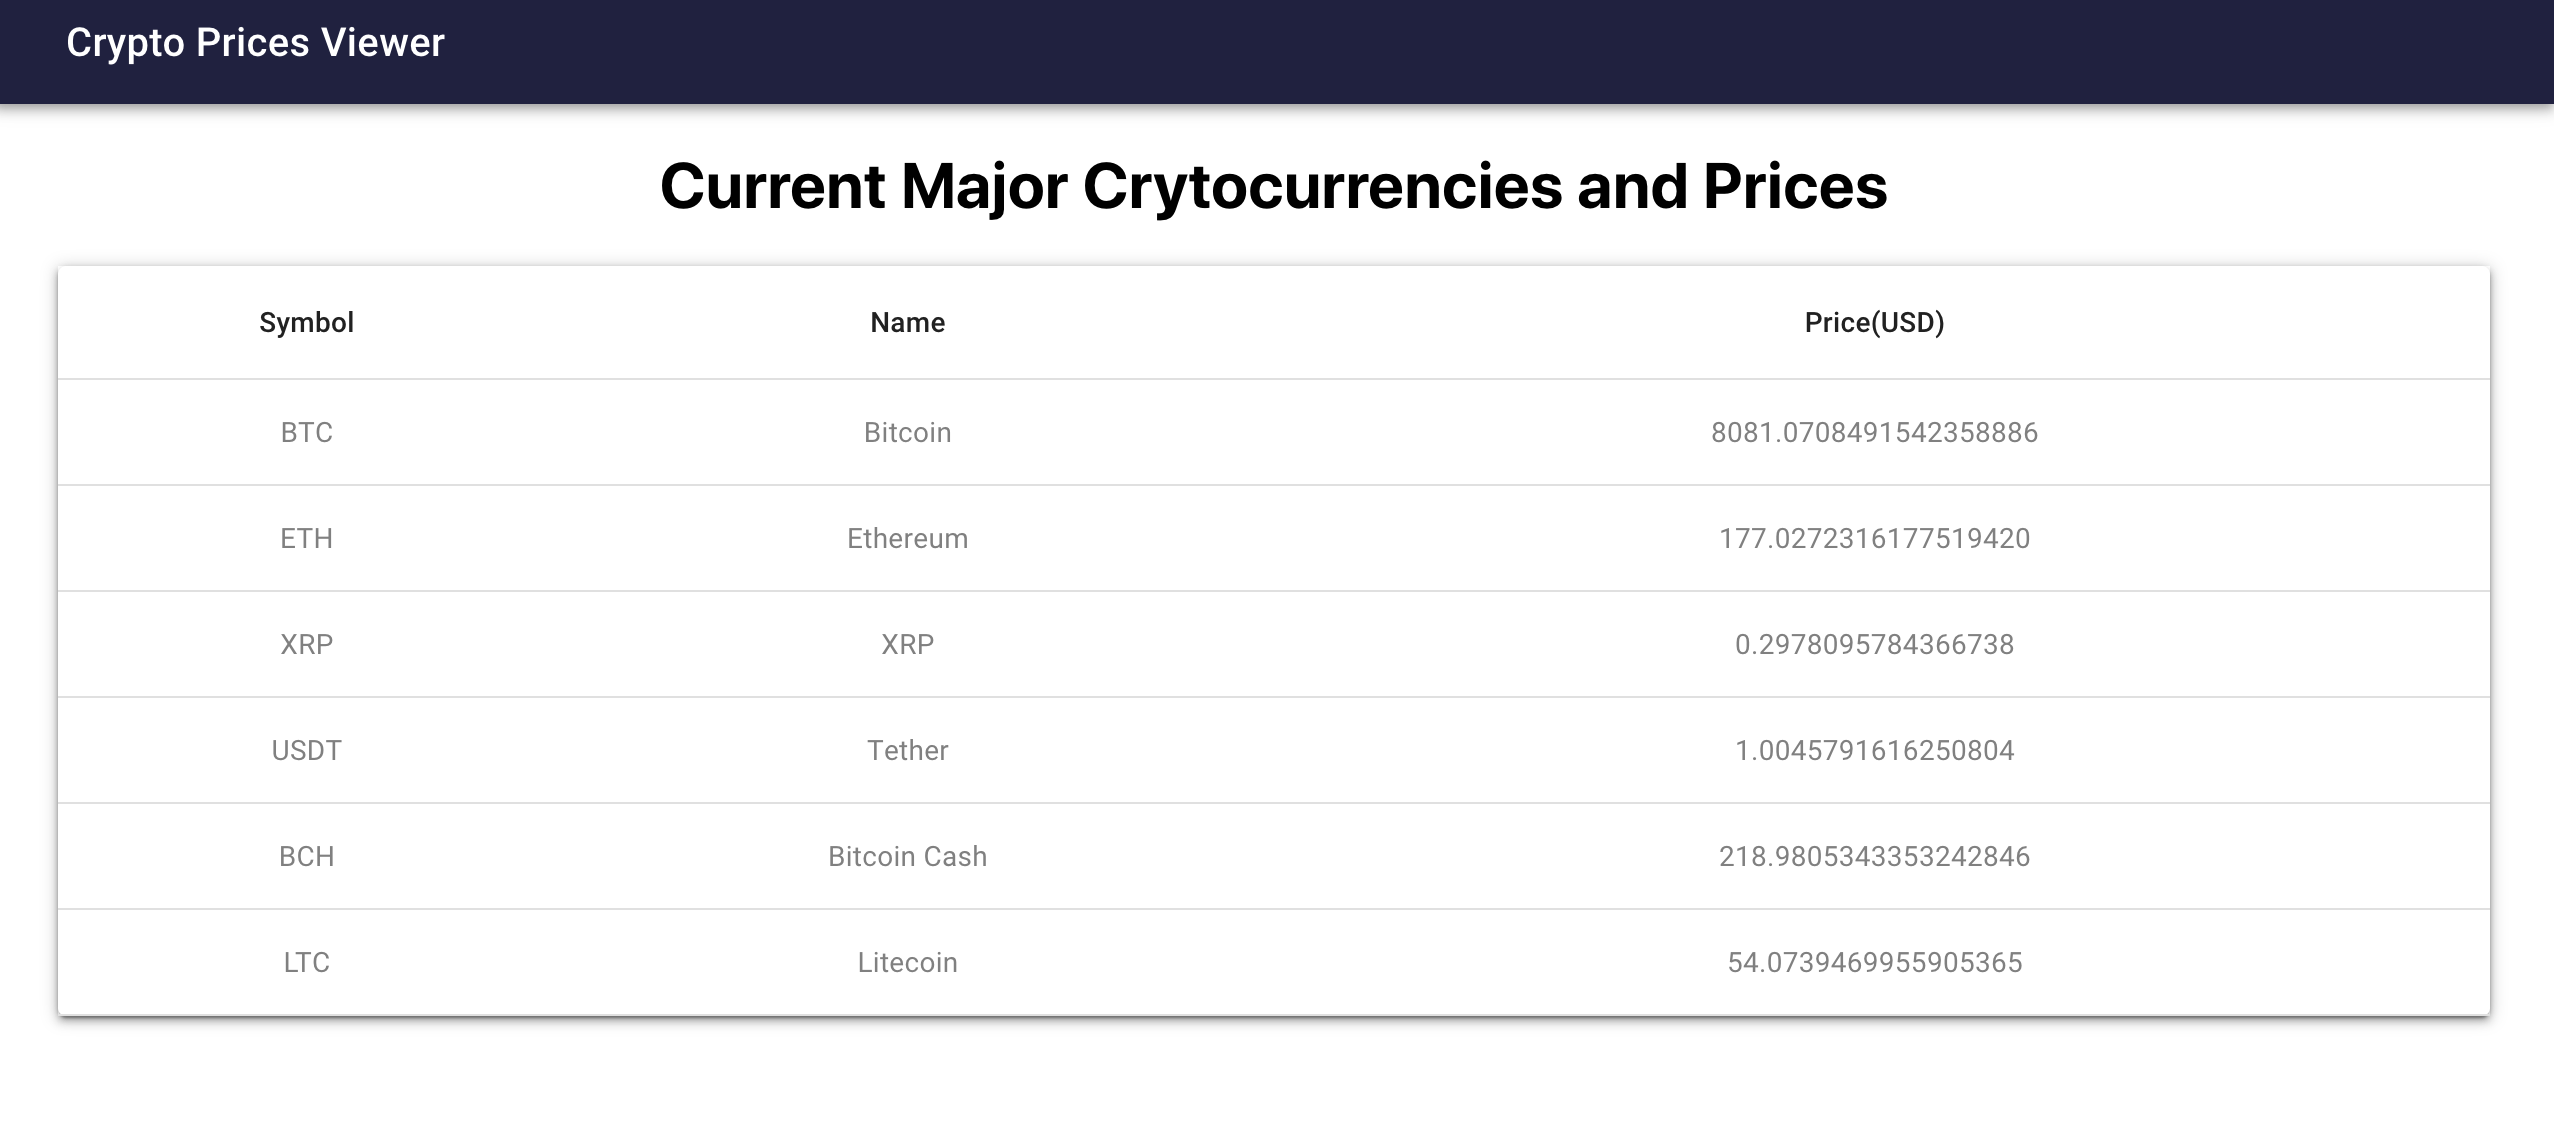 Crypto Prices Viewer
Current Major Crytocurrencies and Prices
Symbol Name Price(USD)
BTC Bitcoin 8081.0708491542358886
ETH Ethereum 177.0272316177519420
XRP XRP 0.2978095784366738
USDT Tether 1.0045791616250804
BCH Bitcoin Cash 218.9805343353242846
LTC Litecoin 54.0739469955905365